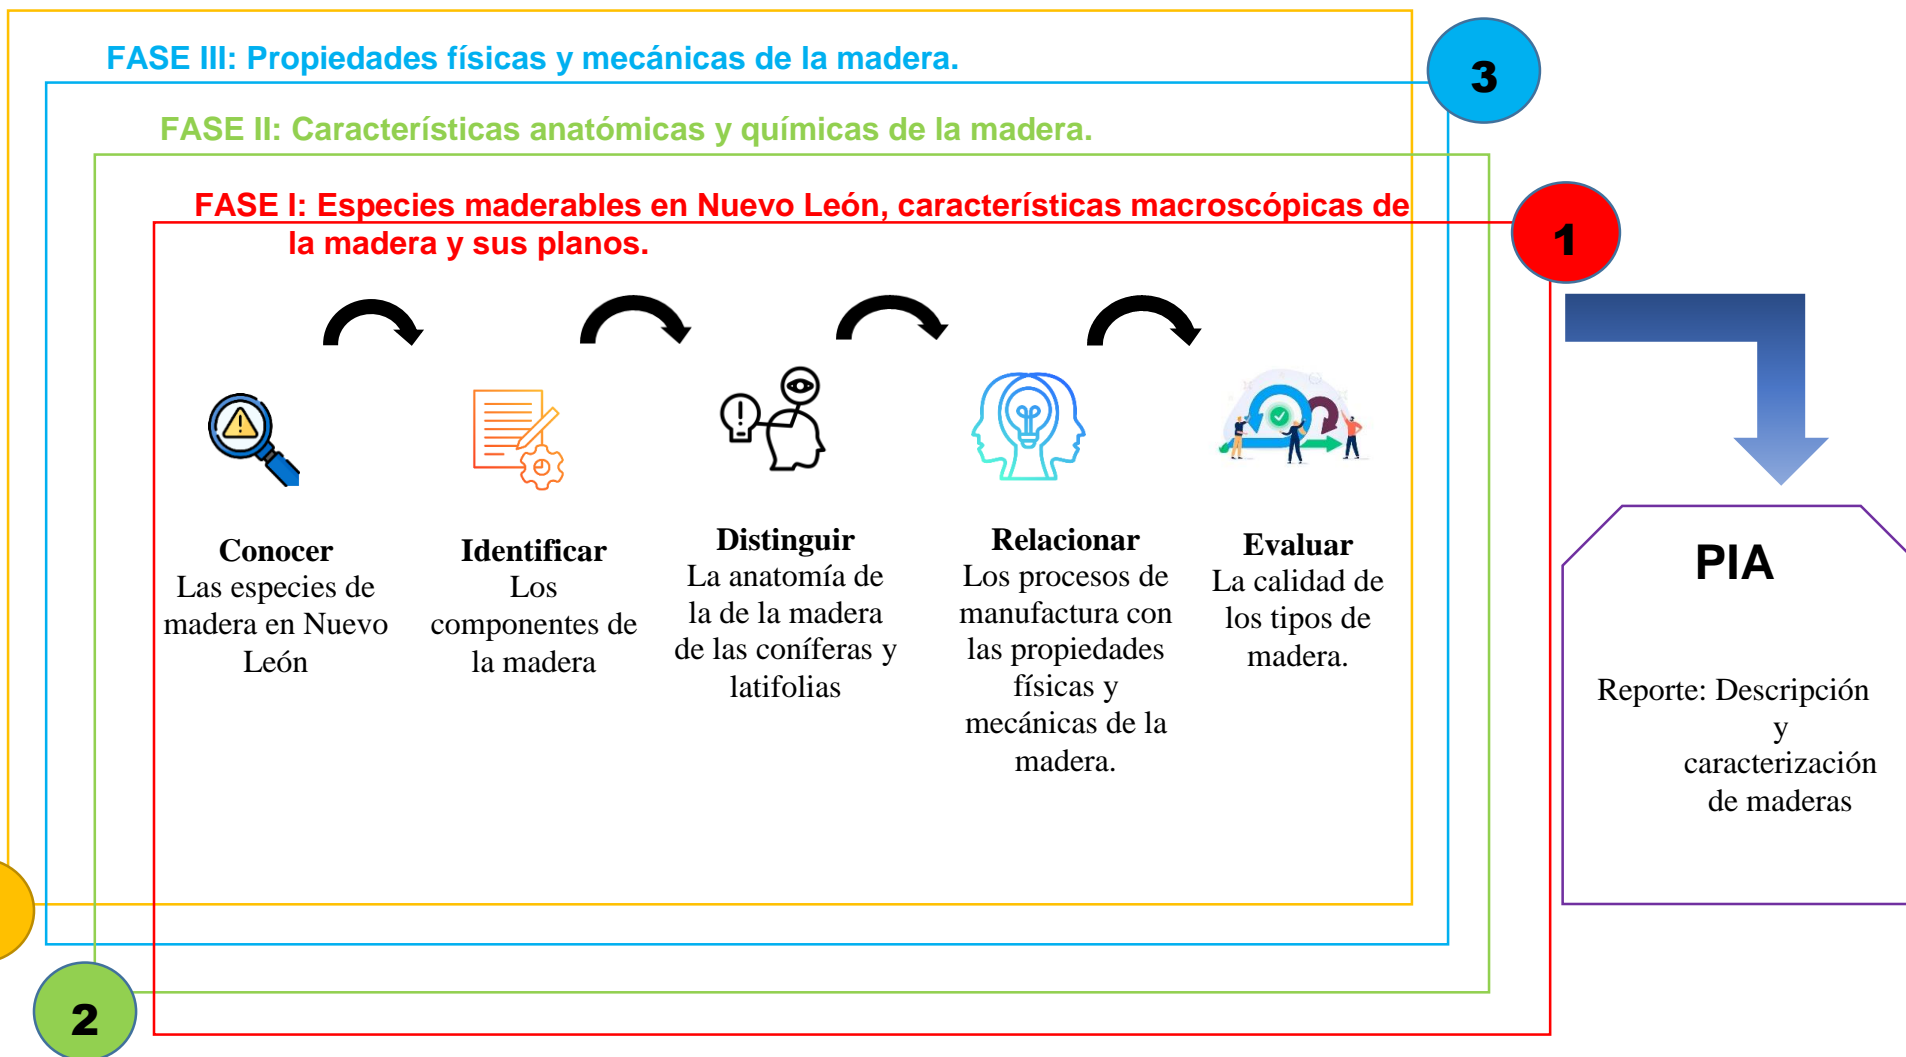 FASE III: Propiedades físicas y mecánicas de la madera.
3
FASE II: Características anatómicas y químicas de la madera.
FASE I: Especies maderables en Nuevo León, características macroscópicas de
la madera y sus planos.
1
Conocer
Las especies de
madera en Nuevo
León
Identificar
Los
componentes de
la madera
Distinguir
La anatomía de
la de la madera
de las coníferas y
latifolias
Relacionar
Los procesos de
manufactura con
las propiedades
físicas y
mecánicas de la
madera.
Evaluar
La calidad de
los tipos de
madera.
PIA
Reporte: Descripción
y
caracterización
de maderas
2